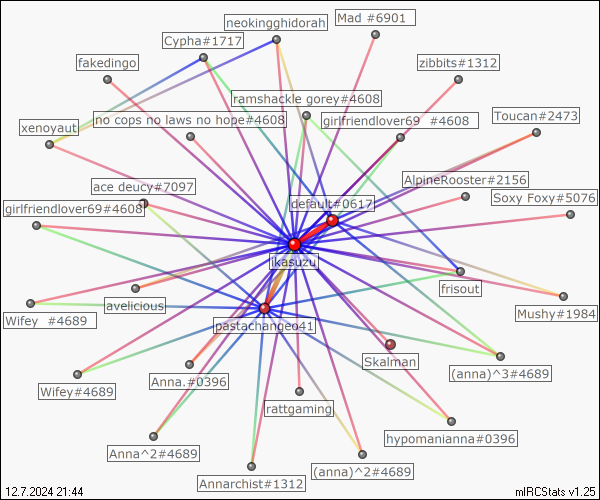 Mad #6901
neokingghidorah
Cypha#1717
fakedingo
zibbits#1312
ramshackle gorey#4608
no cops no laws no hope#4608
girlfriendlover69 #4608
Toucan#2473
xenoyaut
ace deucy#7097
AlpineRooster#2156
Soxy Foxy#5076
default#0617
girlfriendlover69#4608
ikasuzu
frisout
avelicious
Mushy#1984
Wifey #4689
pastachangeo41
Skalman
(anna)^3#4689
Anna.#0396
Wifey#4689
rattgaming
hypomanianna#0396
Anna^2#4689
(anna)^2#4689
Annarchist#1312
12.7.2024 21:44
mIRCStats v1.25